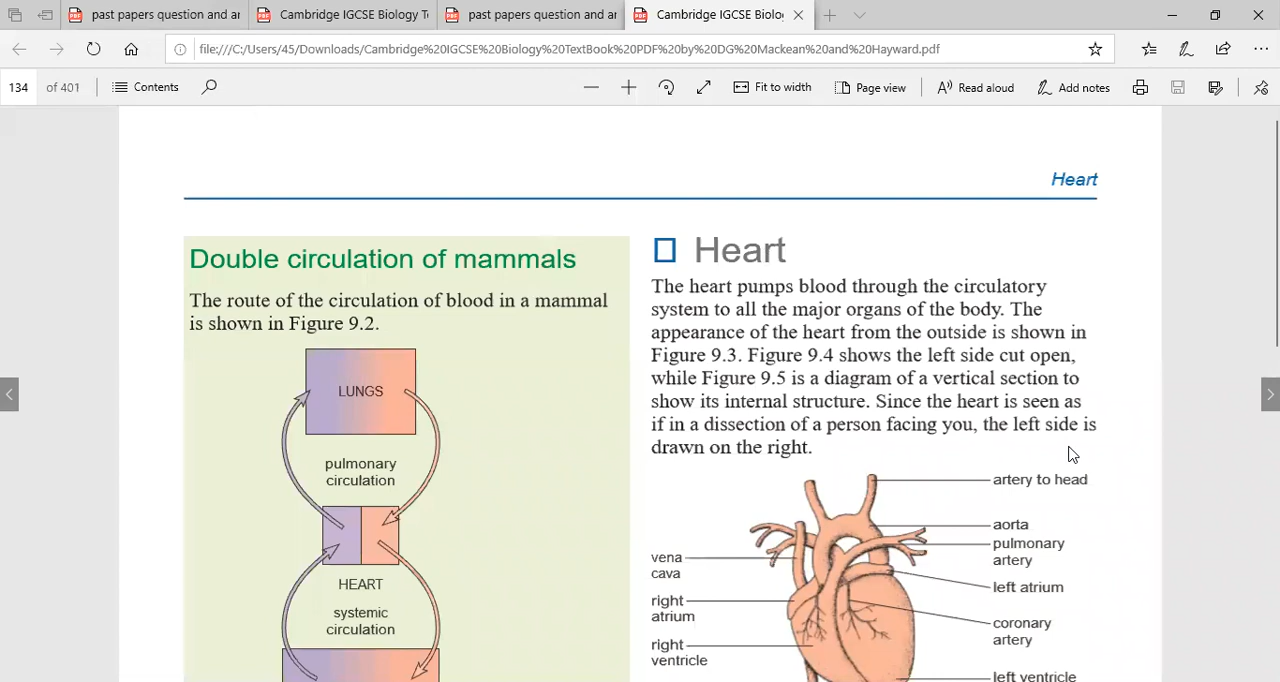 past papers question and ar
Cambridge IGCSE Biology T
past papers question and ar
Cambridge IGCSE Biolo
file:///C:/Users/45/Downloads/Cambridge%20IGCSE%20Biology%20TextBook%20PDF%20by%20DG%20Mackean%20and%20Hayward.pdf
134 of 401
Contents
Fit to width
Page view
Read aloud
Add notes
Heart
Double circulation of mammals
The route of the circulation of blood in a mammal
is shown in Figure 9.2.
LUNGS
pulmonary
circulation
HEART
systemic
circulation
Heart
The heart pumps blood through the circulatory
system to all the major organs of the body. The
appearance of the heart from the outside is shown in
Figure 9.3. Figure 9.4 shows the left side cut open,
while Figure 9.5 is a diagram of a vertical section to
show its internal structure. Since the heart is seen as
if in a dissection of a person facing you, the left side is
drawn on the right.
artery to head
aorta
pulmonary
artery
left atrium
coronary
artery
left ventricle
vena
cava
right
atrium
right
ventricle